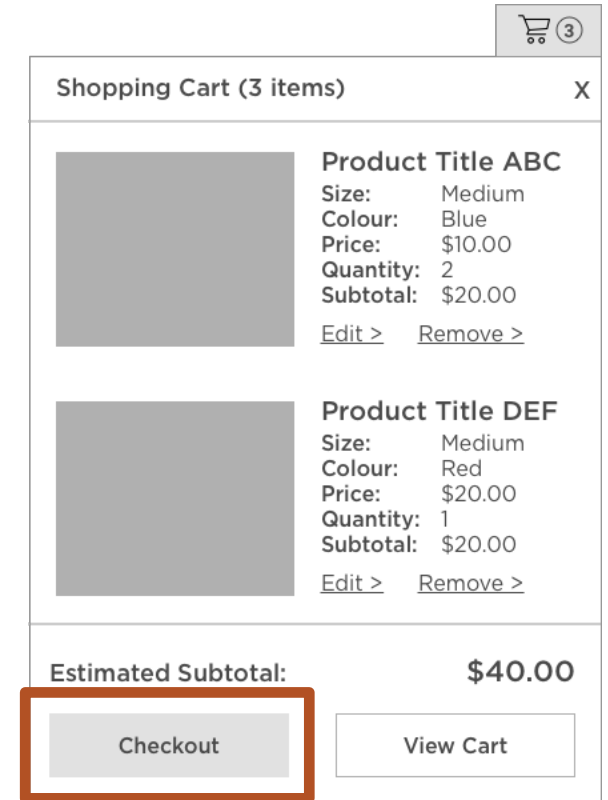 3
Shopping Cart (3 items) X
Product Title ABC
Size: Medium
Colour: Blue
Price: $10.00
Quantity: 2
Subtotal: $20.00
Edit > Remove >
Product Title DEF
Size: Medium
Colour: Red
Price: $20.00
Quantity: 1
Subtotal: $20.00
Edit > Remove >
Estimated Subtotal: $40.00
Checkout View Cart